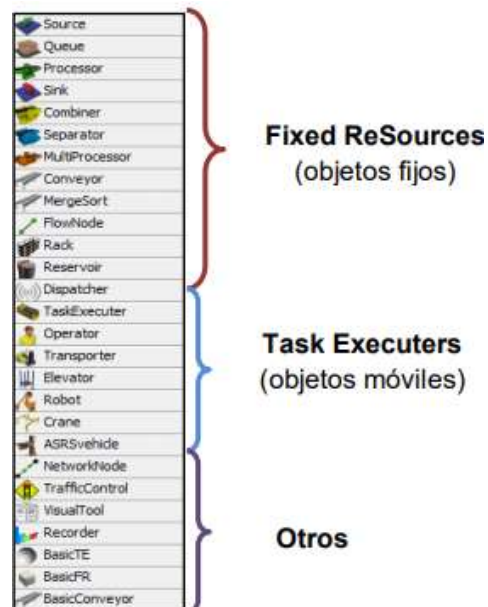 Source
Queue
Processor
Sink
Combiner
Separator
MultiProcessor
Conveyor
MergeSort
FlowNode
Rack
Reservoir
Dispatcher
TaskExecuter
Operator
Transporter
Elevator
Robot
Crane
ASRSvehicle
NetworkNode
TrafficControl
VisualTool
Recorder
BasicTE
BasicFR
BasicConveyor
Fixed ReSources
(objetos fijos)
Task Executers
(objetos móviles)
Otros